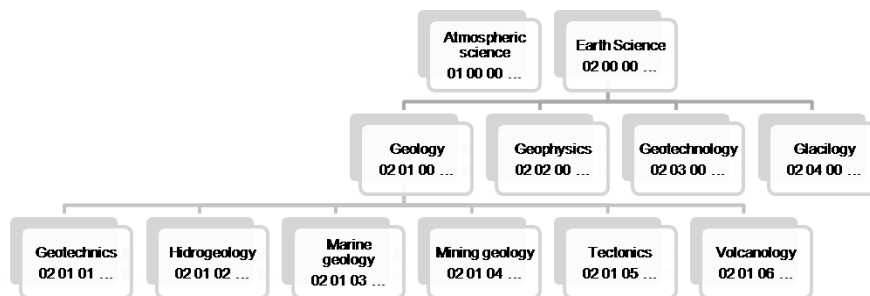 Atmospheric
science
01 00 00 ...
Earth Science
02 00 00 ...
Geology
02 01 00 ...
Geophysics
02 02 00 ...
Geotechnology
02 03 00 ...
Glacilogy
02 04 00 ...
Geotechnics
02 01 01 ...
Hidrogeology
02 01 02 ...
Marine
geology
02 01 03 ...
Mining geology
02 01 04 ...
Tectonics
02 01 05 ...
Volcanology
02 01 06 ...